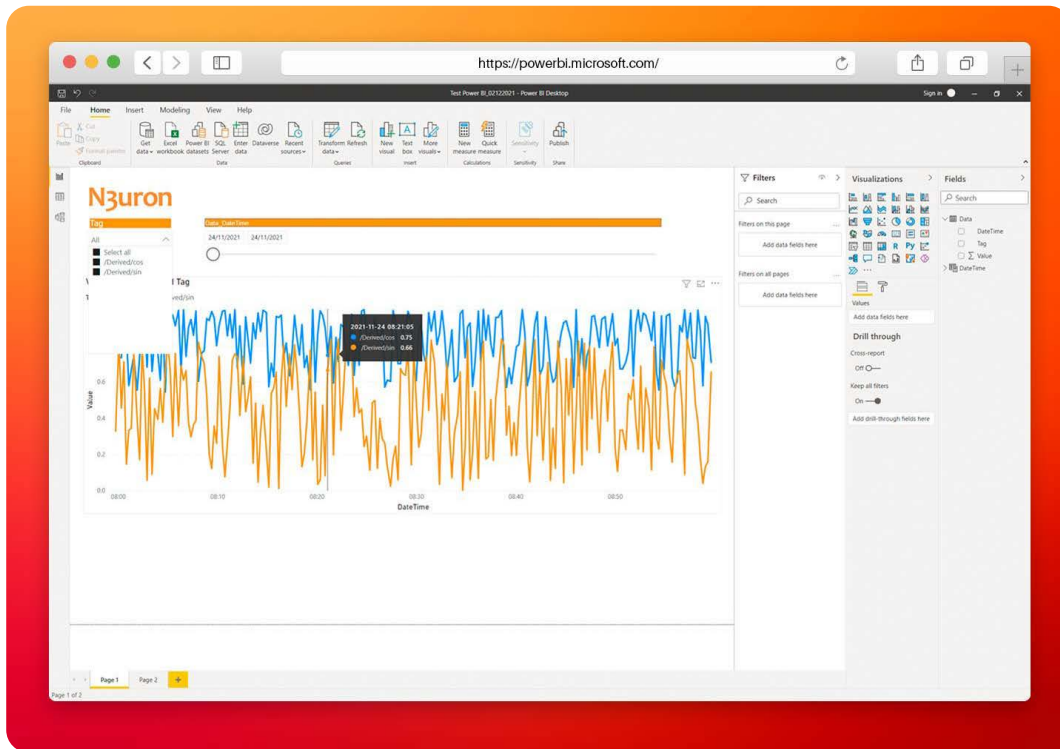 https://powerbi.microsoft.com/
Test Power BI_02122021 - Power BI Desktop
Sign in
File Home Insert Modeling View Help
Paste
Cut
Copy
Format painter
Get data
Excel workbook
Power BI datasets
SQL Server
Enter data
Dataverse
Recent sources
Transform data
Refresh
New visual
Text box
More visuals
New measure
Quick measure
Sensitivity
Publish
Clipboard Data Queries Insert Calculations Sensitivity Share
N3uron
Tag
All
Select all
/Derived/cos
/Derived/sin
Data_DateTime
24/11/2021 24/11/2021
Tag
ved/sin
2021-11-24 08:21:05
/Derived/cos 0.75
/Derived/sin 0.66
Value
0.6
0.4
0.2
0.0
08:00 08:10 08:20 08:30 08:40 08:50
DateTime
Filters
Search
Filters on this page
Add data fields here
Filters on all pages
Add data fields here
Visualizations
R Py
Values
Add data fields here
Drill through
Cross-report
Off
Keep all filters
On
Add drill-through fields here
Fields
Search
Data
DateTime
Tag
Σ Value
DateTime
Page 1 Page 2 +
Page 1 of 2